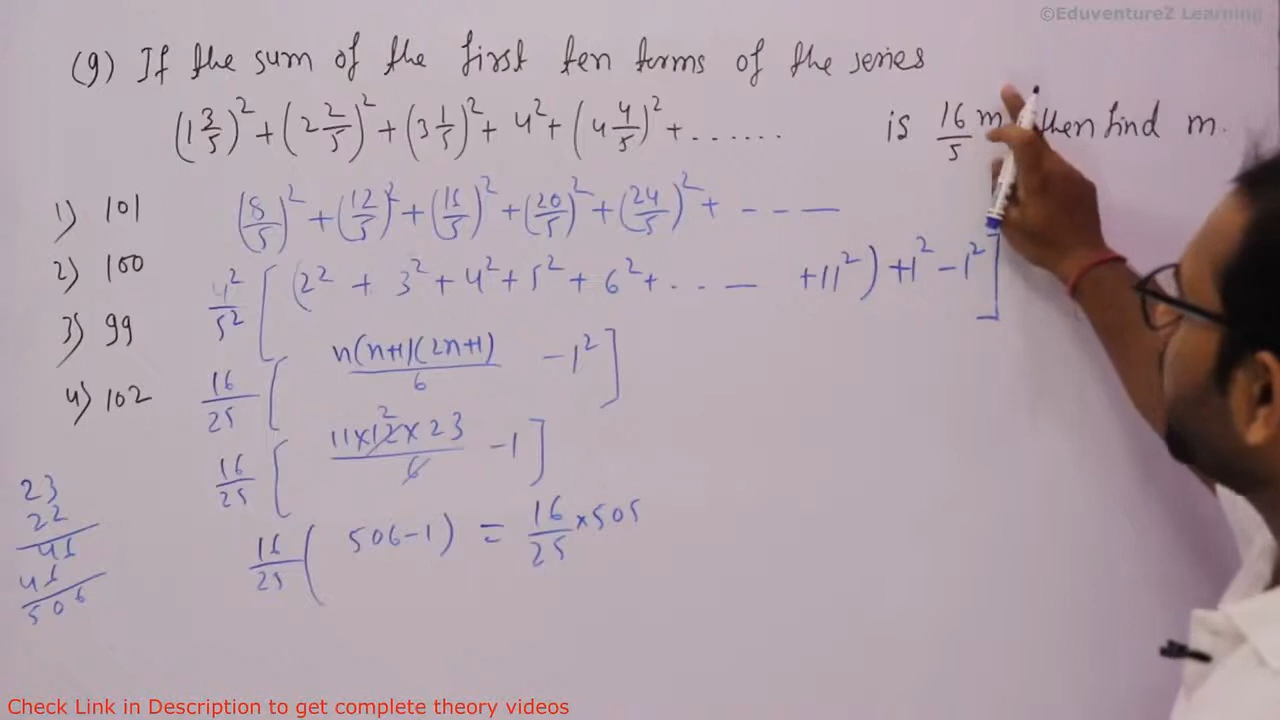 ©EduventureZ Learning
(9) If the sum of the first ten terms of the series
(1 3/5)² + (2 2/5)² + (3 1/5)² + 4² + (4 4/5)² + ...... is 16/5 m then find m.
1) 101
2) 100
3) 99
4) 102
(8/5)² + (12/5)² + (16/5)² + (20/5)² + (24/5)² + - - —
4²/5² [ (2² + 3² + 4² + 5² + 6² + . . . — +11²) +1² - 1² ]
16/25 [ n(n+1)(2n+1)/6 - 1² ]
16/25 [ 11×12×23/6 - 1 ]
2
16/25 ( 506-1) = 16/25 × 505
23
22
46
46
506
Check Link in Description to get complete theory videos